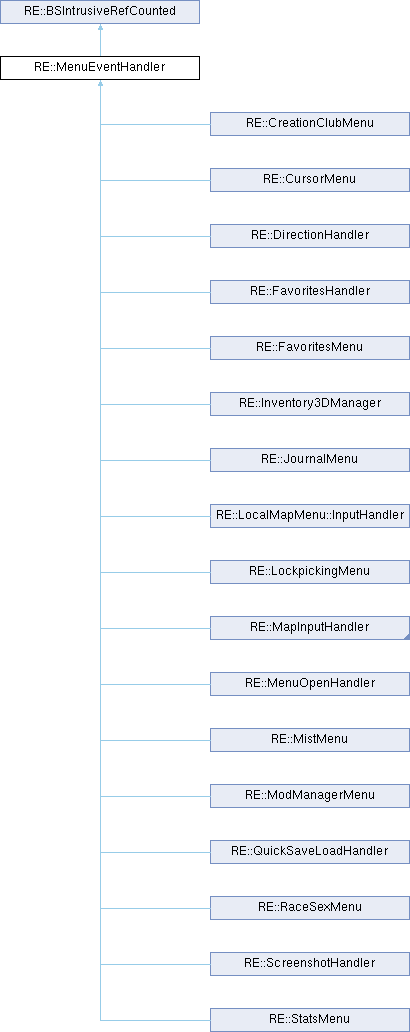 RE::BSIntrusiveRefCounted
RE::MenuEventHandler
RE::CreationClubMenu
RE::CursorMenu
RE::DirectionHandler
RE::FavoritesHandler
RE::FavoritesMenu
RE::Inventory3DManager
RE::JournalMenu
RE::LocalMapMenu::InputHandler
RE::LockpickingMenu
RE::MapInputHandler
RE::MenuOpenHandler
RE::MistMenu
RE::ModManagerMenu
RE::QuickSaveLoadHandler
RE::RaceSexMenu
RE::ScreenshotHandler
RE::StatsMenu